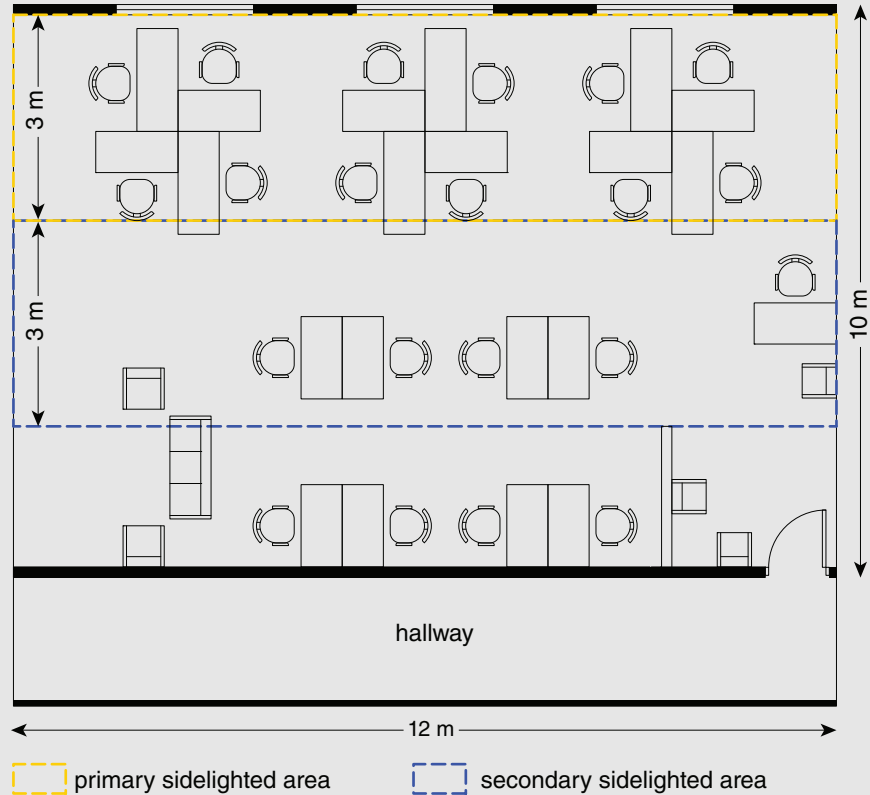 3 m
3 m
10 m
hallway
12 m
primary sidelighted area
secondary sidelighted area